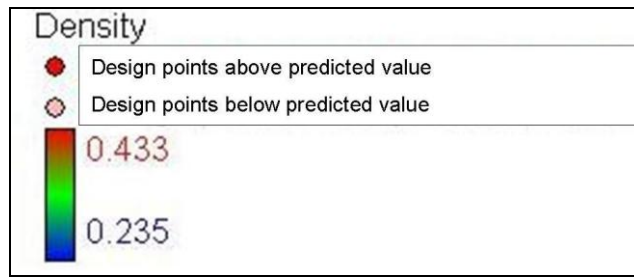 Density
Design points above predicted value
Design points below predicted value
0.433
0.235